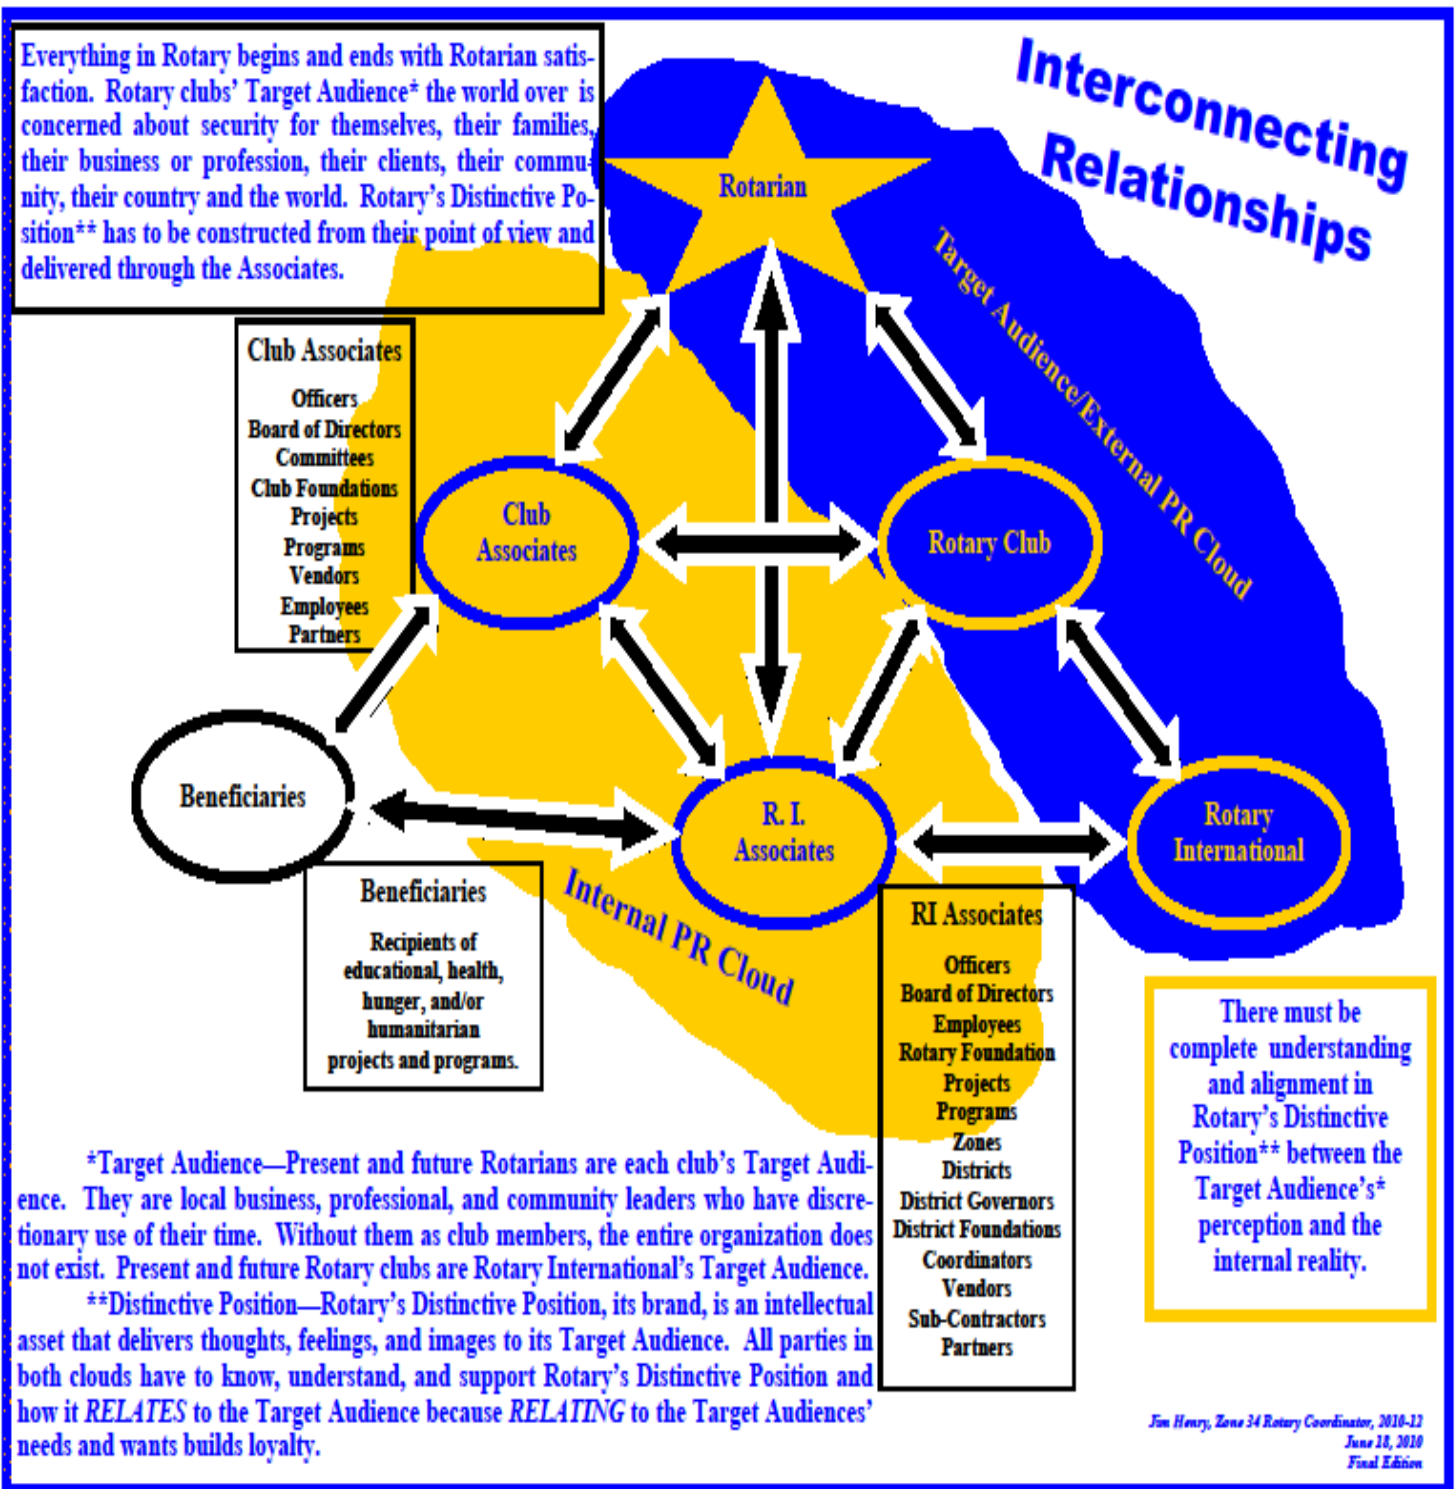 Everything in Rotary begins and ends with Rotarian satis-
faction.  Rotary clubs' Target Audience* the world over is
concerned about security for themselves, their families,
their business or profession, their clients, their commu-
nity, their country and the world.  Rotary's Distinctive Po-
sition** has to be constructed from their point of view and
delivered through the Associates.
Interconnecting
Relationships
Rotarian
Target Audience/External PR Cloud
Club Associates
Officers
Board of Directors
Committees
Club Foundations
Projects
Programs
Vendors
Employees
Partners
Club
Associates
Rotary Club
Beneficiaries
R. I.
Associates
Rotary
International
Internal PR Cloud
Beneficiaries
Recipients of
educational, health,
hunger, and/or
humanitarian
projects and programs.
RI Associates
Officers
Board of Directors
Employees
Rotary Foundation
Projects
Programs
Zones
Districts
District Governors
District Foundations
Coordinators
Vendors
Sub-Contractors
Partners
There must be
complete understanding
and alignment in
Rotary's Distinctive
Position** between the
Target Audience's*
perception and the
internal reality.
*Target Audience—Present and future Rotarians are each club's Target Audi-
ence.  They are local business, professional, and community leaders who have discre-
tionary use of their time.  Without them as club members, the entire organization does
not exist.  Present and future Rotary clubs are Rotary International's Target Audience.
**Distinctive Position—Rotary's Distinctive Position, its brand, is an intellectual
asset that delivers thoughts, feelings, and images to its Target Audience.  All parties in
both clouds have to know, understand, and support Rotary's Distinctive Position and
how it RELATES to the Target Audience because RELATING to the Target Audiences'
needs and wants builds loyalty.
Jim Henry, Zone 34 Rotary Coordinator, 2010-12
June 18, 2010
Final Edition